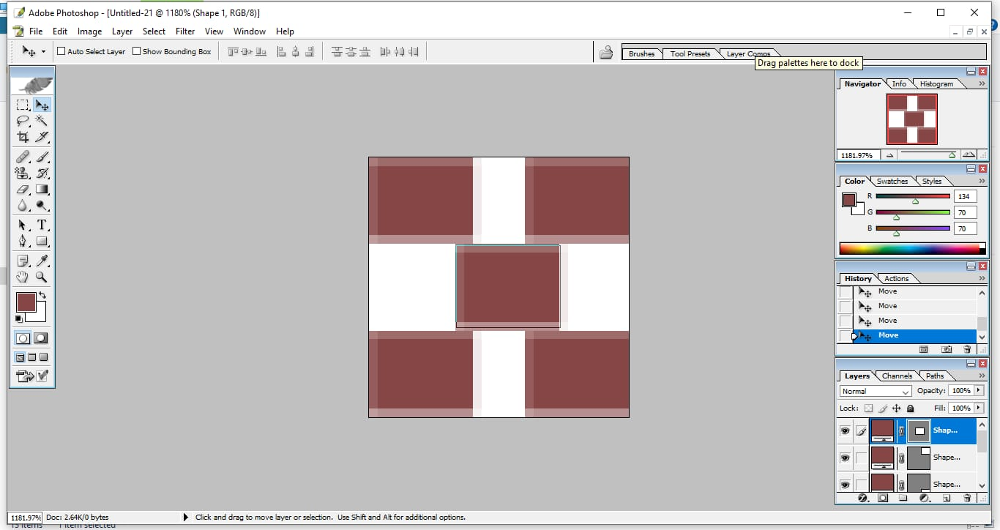 Adobe Photoshop - [Untitled-21 @ 1180% (Shape 1, RGB/8)]
File Edit Image Layer Select Filter View Window Help
Auto Select Layer Show Bounding Box
Brushes Tool Presets Layer Comps
Drag palettes here to dock
Navigator Info Histogram
1181.97%
Color Swatches Styles
R 134
G 70
B 70
History Actions
Move
Move
Move
Move
Layers Channels Paths
Normal Opacity: 100%
Lock: Fill: 100%
Shap...
Shape...
Shape...
1181.97% Doc: 2.64K/0 bytes Click and drag to move layer or selection. Use Shift and Alt for additional options.
13 items 1 item selected